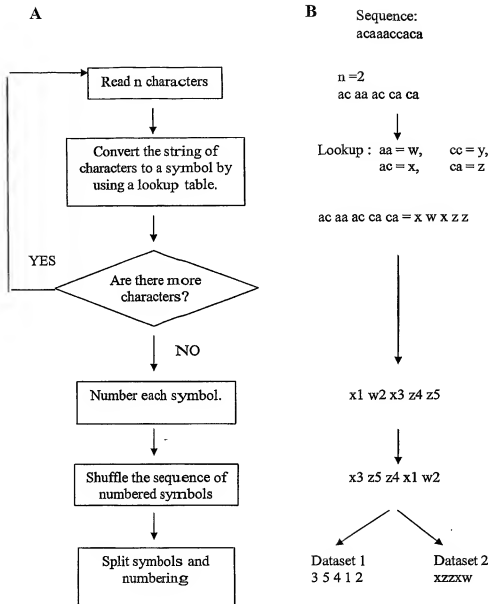 A
Read n characters
Convert the string of
characters to a symbol by
using a lookup table.
YES
Are there more
characters?
NO
Number each symbol.
Shuffle the sequence of
numbered symbols
Split symbols and
numbering
B
Sequence:
acaaaccaca
n =2
ac aa ac ca ca
Lookup : aa = w, cc = y,
ac = x, ca = z
ac aa ac ca ca = x w x z z
x1 w2 x3 z4 z5
x3 z5 z4 x1 w2
Dataset 1
3 5 4 1 2
Dataset 2
xzzxw